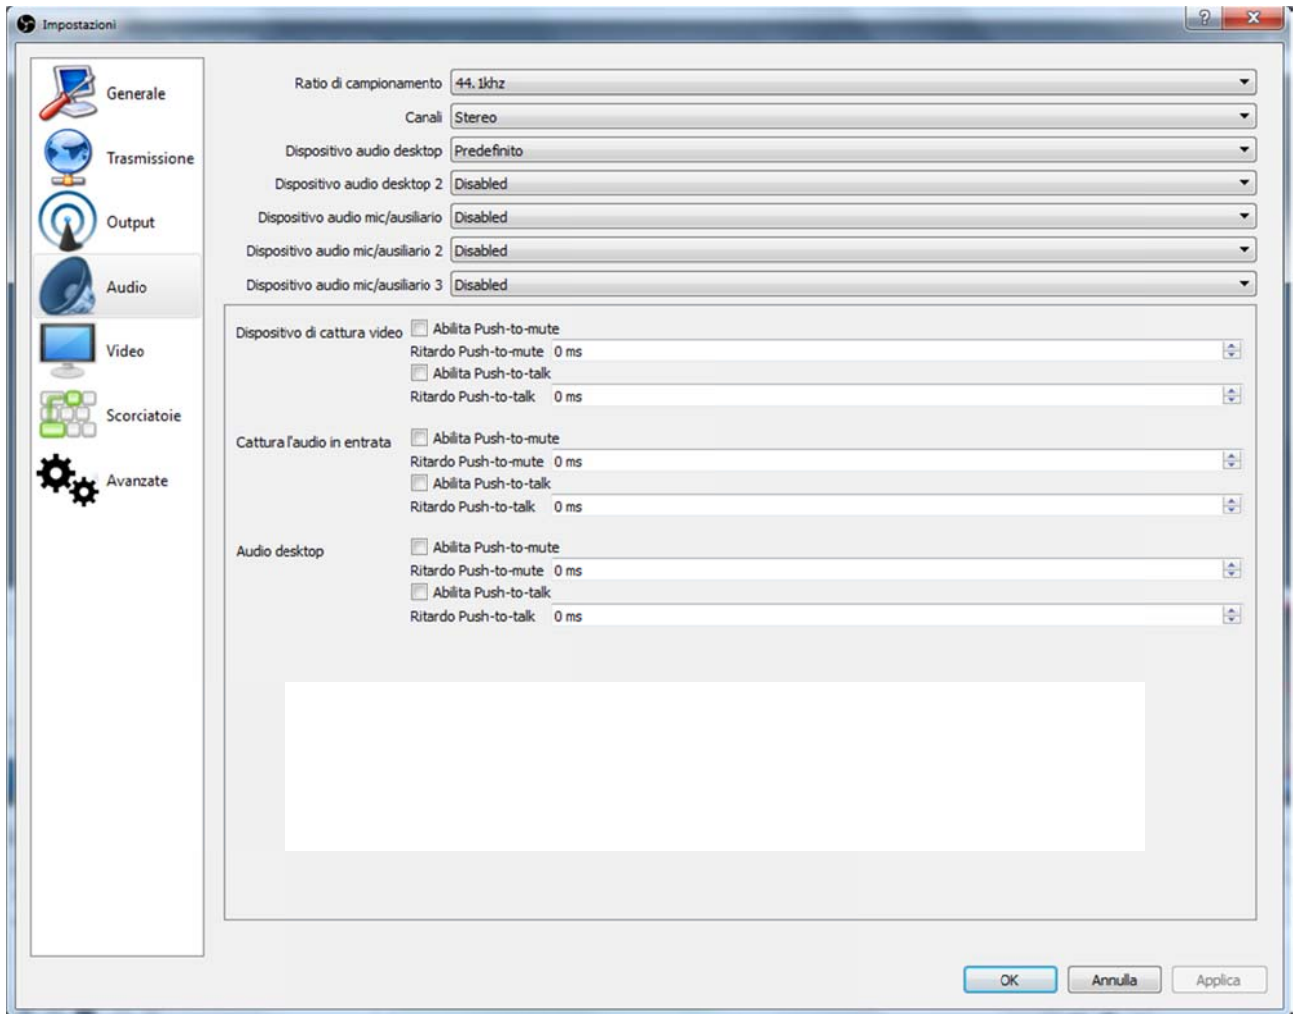 Impostazioni
Generale
Trasmissione
Output
Audio
Video
Scorciatoie
Avanzate
Ratio di campionamento 44.1khz
Canali Stereo
Dispositivo audio desktop Predefinito
Dispositivo audio desktop 2 Disabled
Dispositivo audio mic/ausiliario Disabled
Dispositivo audio mic/ausiliario 2 Disabled
Dispositivo audio mic/ausiliario 3 Disabled
Dispositivo di cattura video Abilita Push-to-mute
Ritardo Push-to-mute 0 ms
Abilita Push-to-talk
Ritardo Push-to-talk 0 ms
Cattura l'audio in entrata Abilita Push-to-mute
Ritardo Push-to-mute 0 ms
Abilita Push-to-talk
Ritardo Push-to-talk 0 ms
Audio desktop Abilita Push-to-mute
Ritardo Push-to-mute 0 ms
Abilita Push-to-talk
Ritardo Push-to-talk 0 ms
OK Annulla Applica